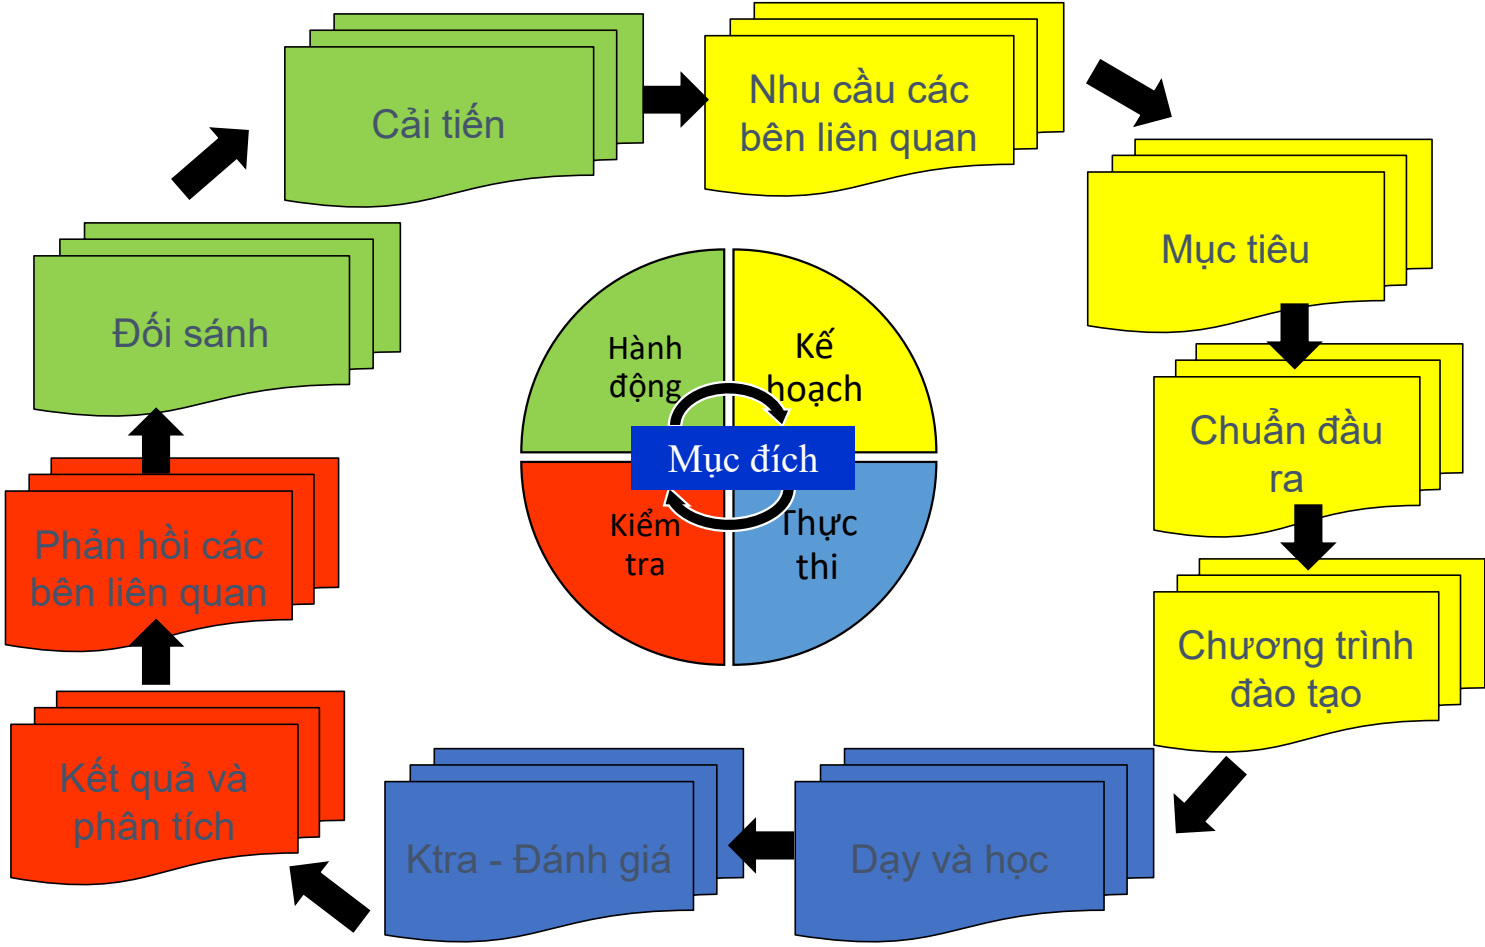 Cải tiến
Nhu cầu các
bên liên quan
Mục tiêu
Chuẩn đầu
ra
Chương trình
đào tạo
Dạy và học
Ktra - Đánh giá
Kết quả và
phân tích
Phản hồi các
bên liên quan
Đối sánh
Hành
động
Kế
hoạch
Mục đích
Kiểm
tra
Thực
thi